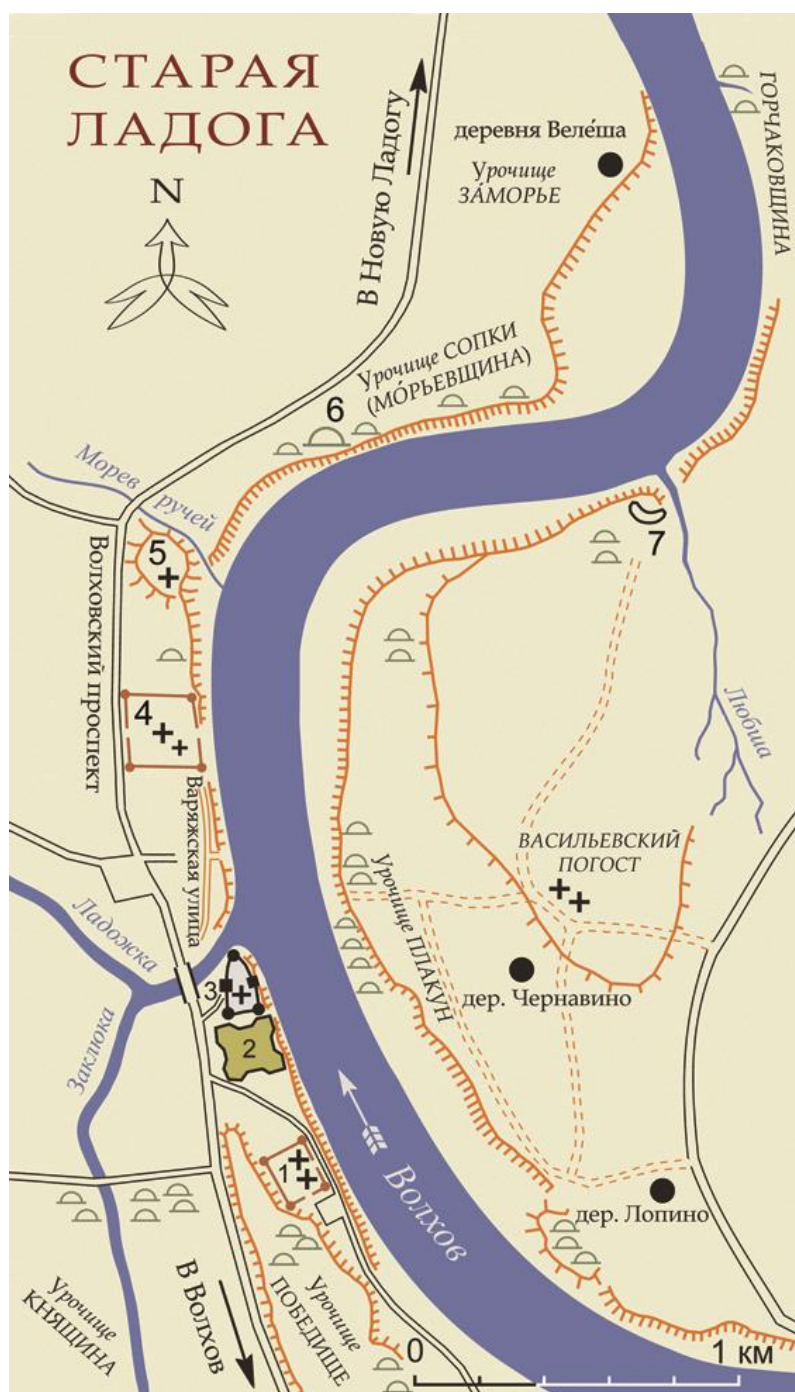 СТАРАЯ
ЛАДОГА
N
В Новую Ладогу
деревня Веле́ша
Урочище
ЗА́МОРЬЕ
ГОРЧАКОВЩИНА
Урочище СОПКИ
(МО́РЬЕВЩИНА)
6
Морев ручей
5
7
Волховский проспект
4
Любша
Варяжская улица
ВАСИЛЬЕВСКИЙ
ПОГОСТ
Урочище ПЛАКУН
Ладожка
3
дер. Чернавино
2
Заклюка
1
Волхов
дер. Лопино
Урочище
КНЯЩИНА
В Волхов
Урочище
ПОБЕДИЩЕ
0
1 км